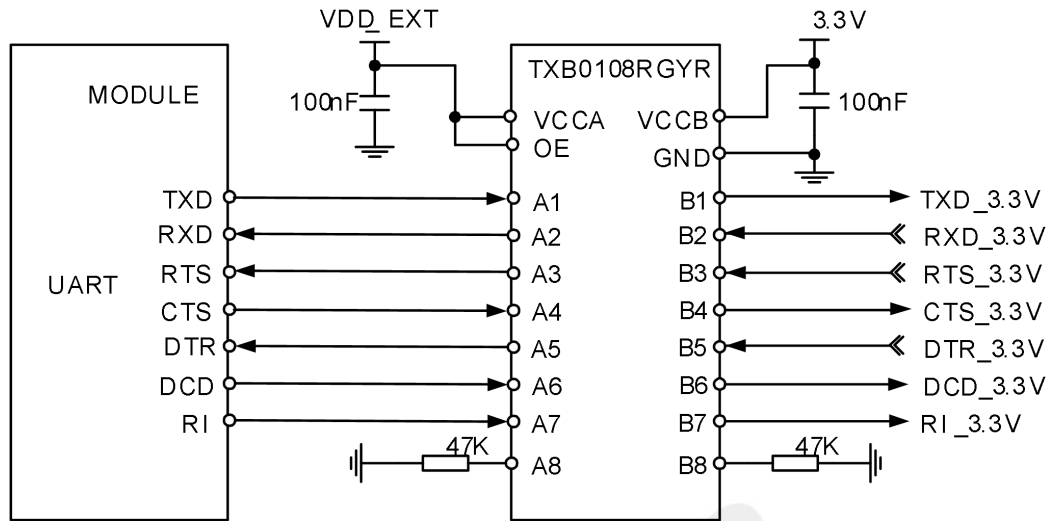 VDD_EXT
3.3V
TXB0108RGYR
MODULE
100nF
100nF
VCCA
VCCB
OE
GND
TXD
A1
B1
TXD_3.3V
RXD
A2
B2
RXD_3.3V
RTS
A3
B3
RTS_3.3V
UART
CTS
A4
B4
CTS_3.3V
DTR
A5
B5
DTR_3.3V
DCD
A6
B6
DCD_3.3V
RI
A7
B7
RI_3.3V
47K
47K
A8
B8